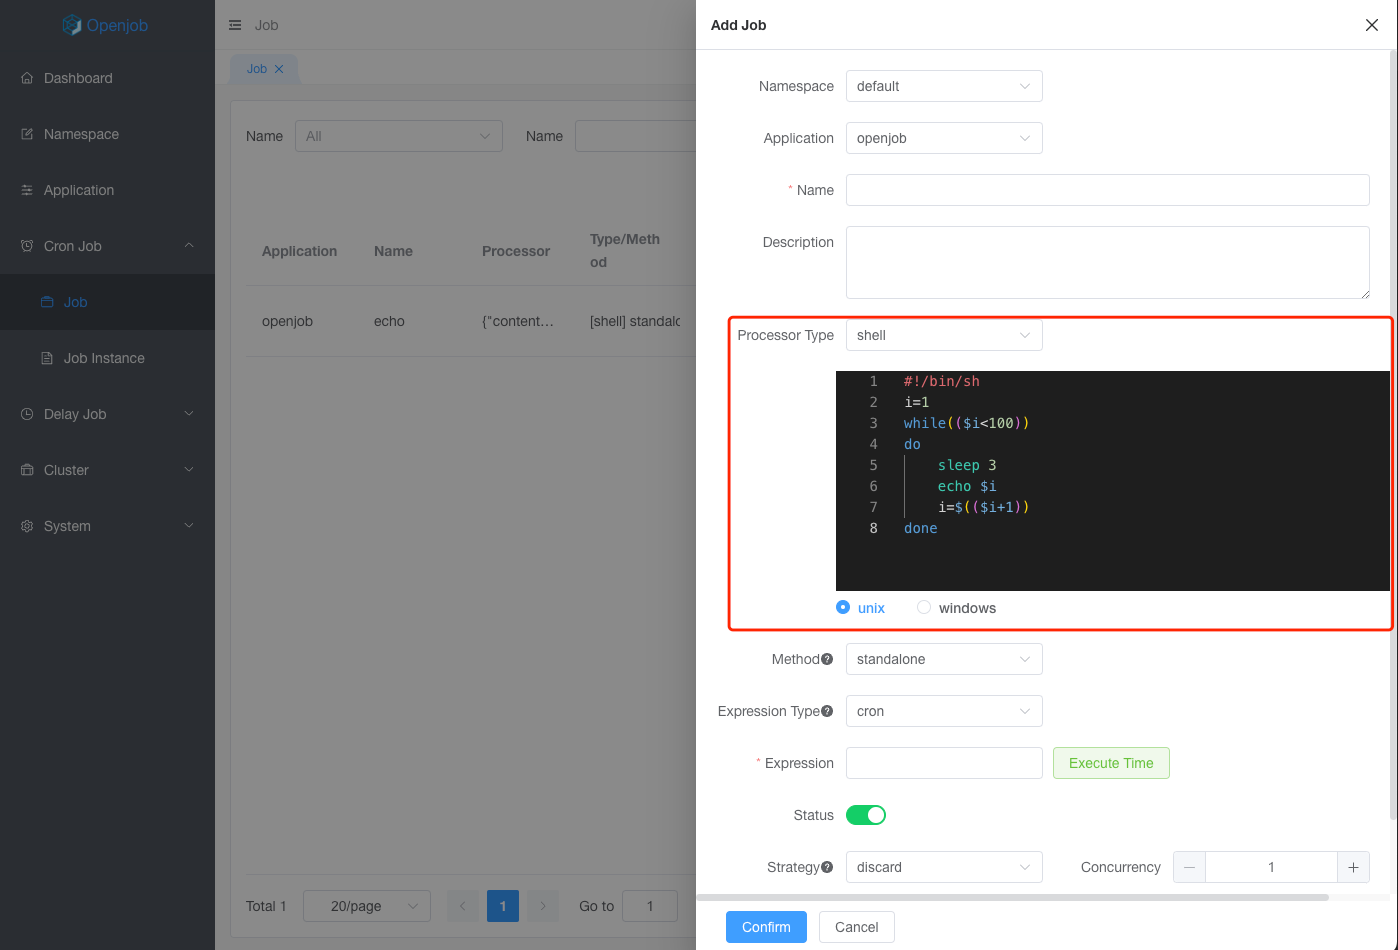 Openjob
Dashboard
Namespace
Application
Cron Job
Job
Job Instance
Delay Job
Cluster
System
Job
Job
Name All Name
Application Name Processor Type/Meth
od
openjob echo {"content... [shell] standalo
Total 1 20/page 1 Go to 1
Add Job
Namespace default
Application openjob
* Name
Description
Processor Type shell
1 #!/bin/sh
2 i=1
3 while(($i<100))
4 do
5 sleep 3
6 echo $i
7 i=$(($i+1))
8 done
unix windows
Method? standalone
Expression Type? cron
* Expression Execute Time
Status
Strategy? discard Concurrency — 1 +
Confirm Cancel